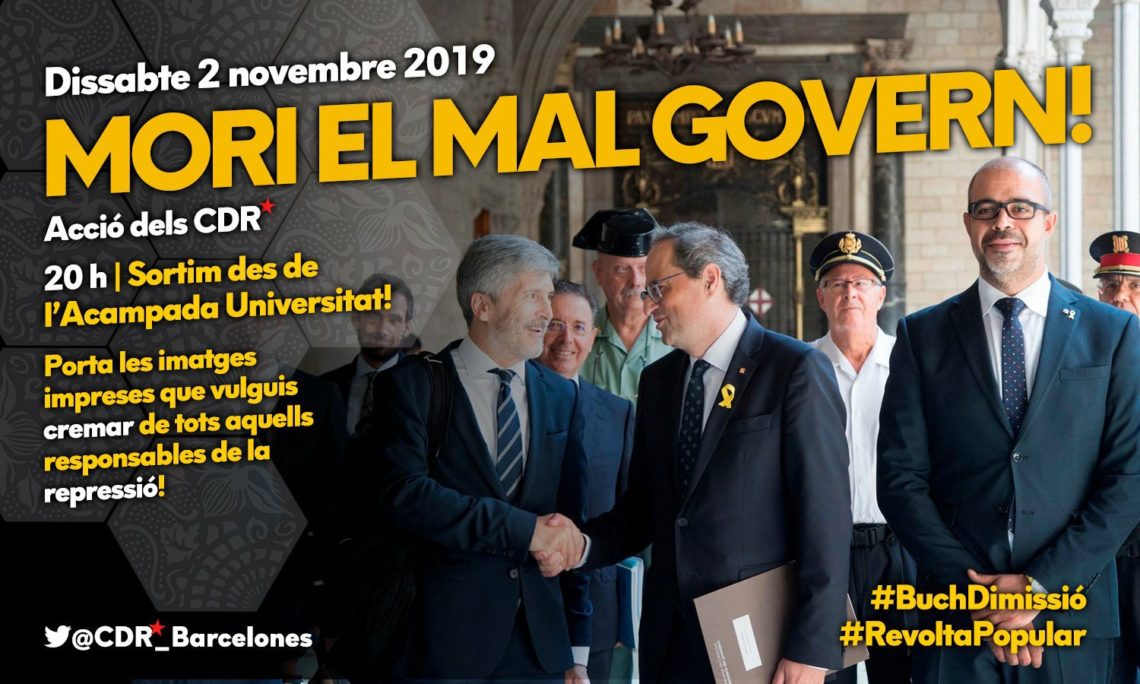 Dissabte 2 novembre 2019
MORI EL MAL GOVERN!
Acció dels CDR
20 h | Sortim des de
l'Acampada Universitat!
Porta les imatges
impreses que vulguis
cremar de tots aquells
responsables de la
repressió!
@CDR_Barcelones
#BuchDimissió
#RevoltaPopular